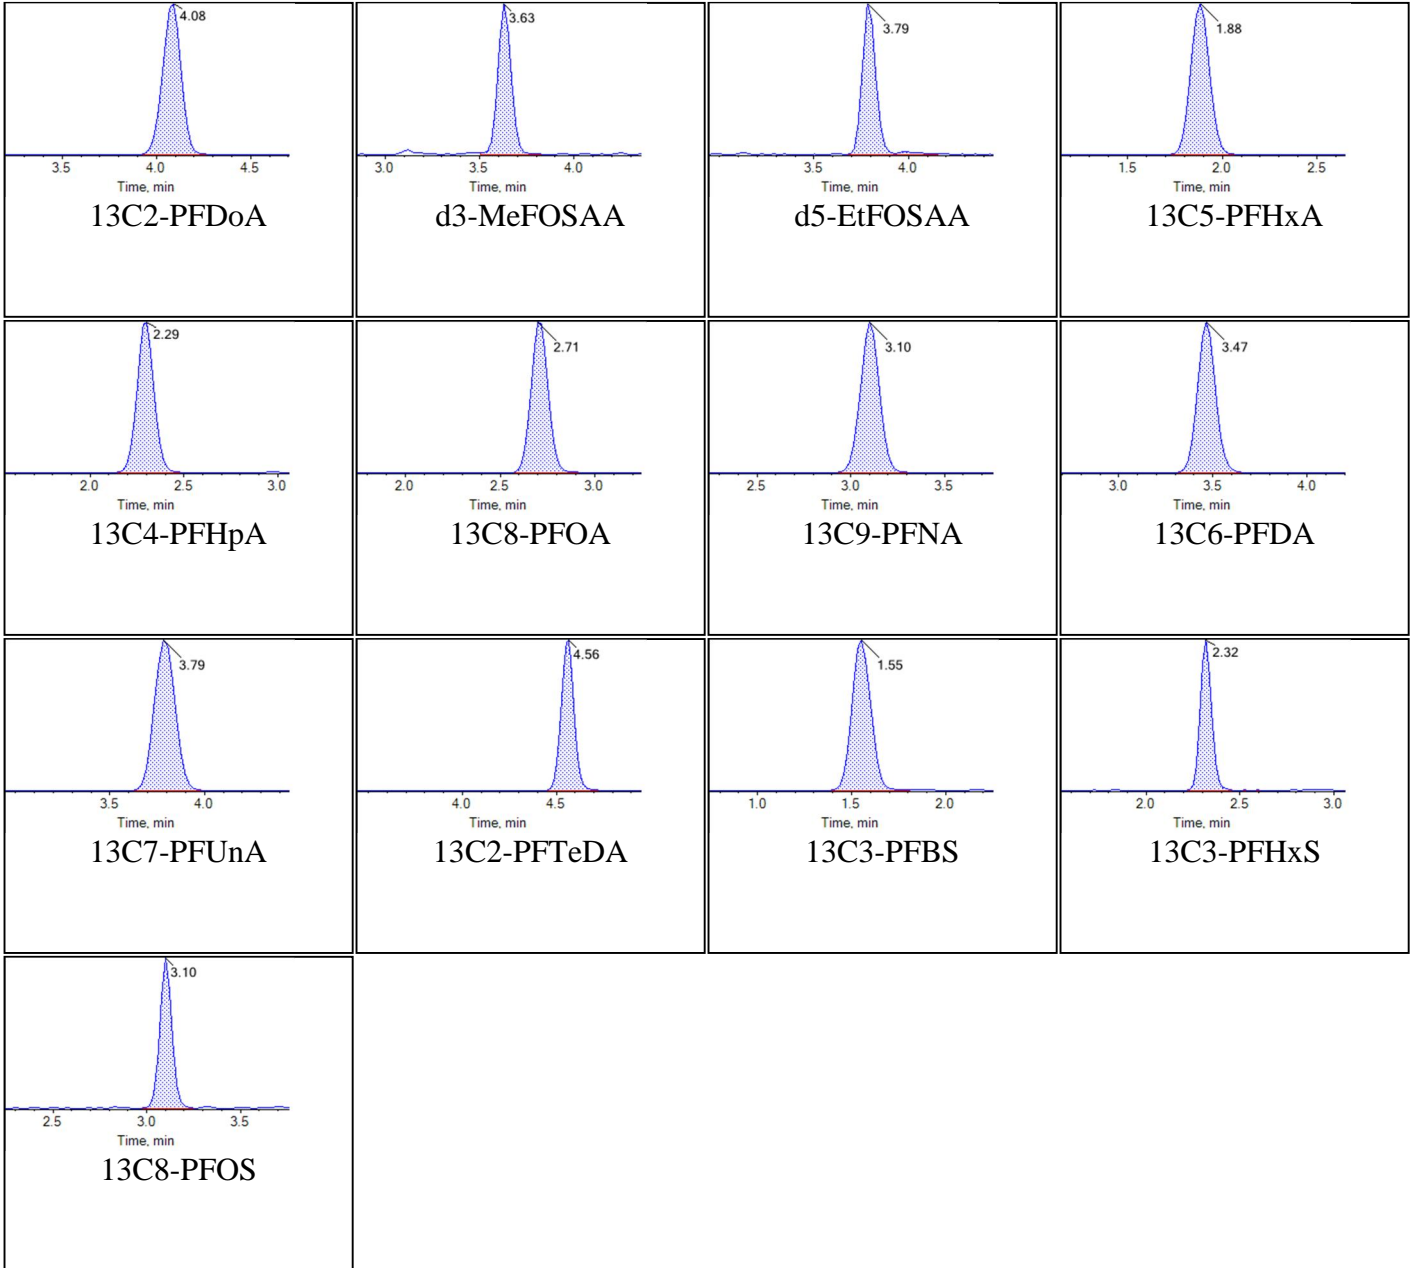 4.08
3.5 4.0 4.5
Time, min
13C2-PFDoA
3.63
3.0 3.5 4.0
Time, min
d3-MeFOSAA
3.79
3.5 4.0
Time, min
d5-EtFOSAA
1.88
1.5 2.0 2.5
Time, min
13C5-PFHxA
2.29
2.0 2.5 3.0
Time, min
13C4-PFHpA
2.71
2.0 2.5 3.0
Time, min
13C8-PFOA
3.10
2.5 3.0 3.5
Time, min
13C9-PFNA
3.47
3.0 3.5 4.0
Time, min
13C6-PFDA
3.79
3.5 4.0
Time, min
13C7-PFUnA
4.56
4.0 4.5
Time, min
13C2-PFTeDA
1.55
1.0 1.5 2.0
Time, min
13C3-PFBS
2.32
2.0 2.5 3.0
Time, min
13C3-PFHxS
3.10
2.5 3.0 3.5
Time, min
13C8-PFOS